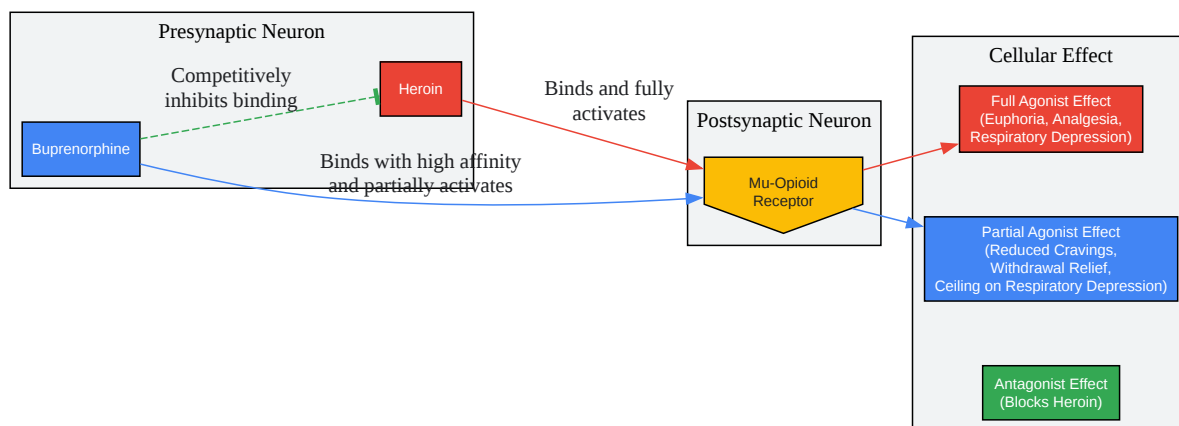 Presynaptic Neuron
Competitively
inhibits binding
Heroin
Buprenorphine
Binds and fully
activates
Binds with high affinity
and partially activates
Postsynaptic Neuron
Mu-Opioid
Receptor
Cellular Effect
Full Agonist Effect
(Euphoria, Analgesia,
Respiratory Depression)
Partial Agonist Effect
(Reduced Cravings,
Withdrawal Relief,
Ceiling on Respiratory Depression)
Antagonist Effect
(Blocks Heroin)